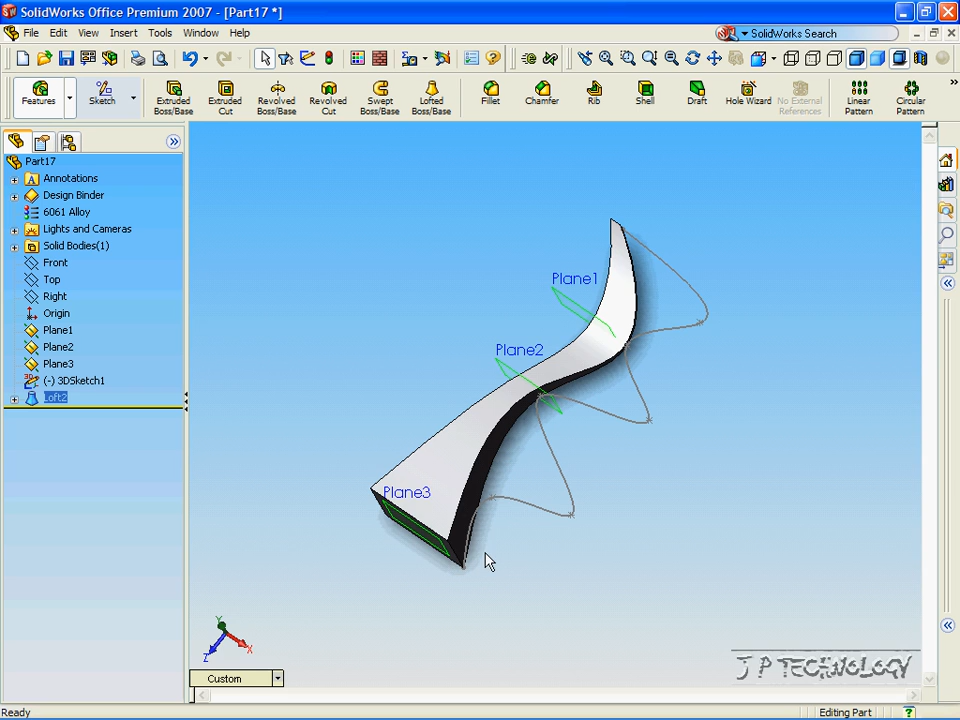 SolidWorks Office Premium 2007 - [Part17 *]
File Edit View Insert Tools Window Help SolidWorks Search
Features Sketch Extruded Boss/Base Extruded Cut Revolved Boss/Base Revolved Cut Swept Boss/Base Lofted Boss/Base Fillet Chamfer Rib Shell Draft Hole Wizard No External References Linear Pattern Circular Pattern
Part17
Annotations
Design Binder
6061 Alloy
Lights and Cameras
Solid Bodies(1)
Front
Top
Right
Origin
Plane1
Plane2
Plane3
(-) 3DSketch1
Loft2
Plane1
Plane2
Plane3
Y
X
Z
Custom
J P TECHNOLOGY
Ready Editing Part